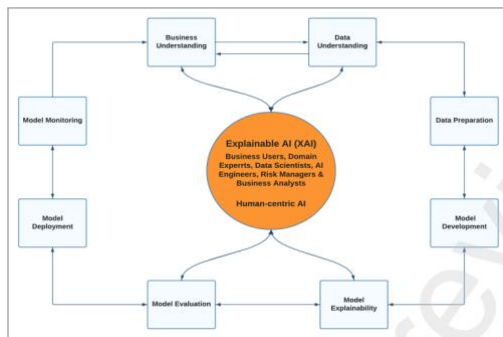 Business
Understanding
Data
Understanding
Model Monitoring
Data Preparation
Explainable AI (XAI)
Business Users, Domain
Experrts, Data Scientists, AI
Engineers, Risk Managers &
Business Analysts
Human-centric AI
Model
Deployment
Model
Development
Model Evaluation
Model
Explainability